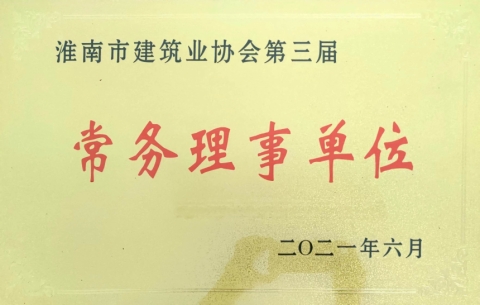 淮南市建筑业协会第三届
常务理事单位
二〇二一年六月